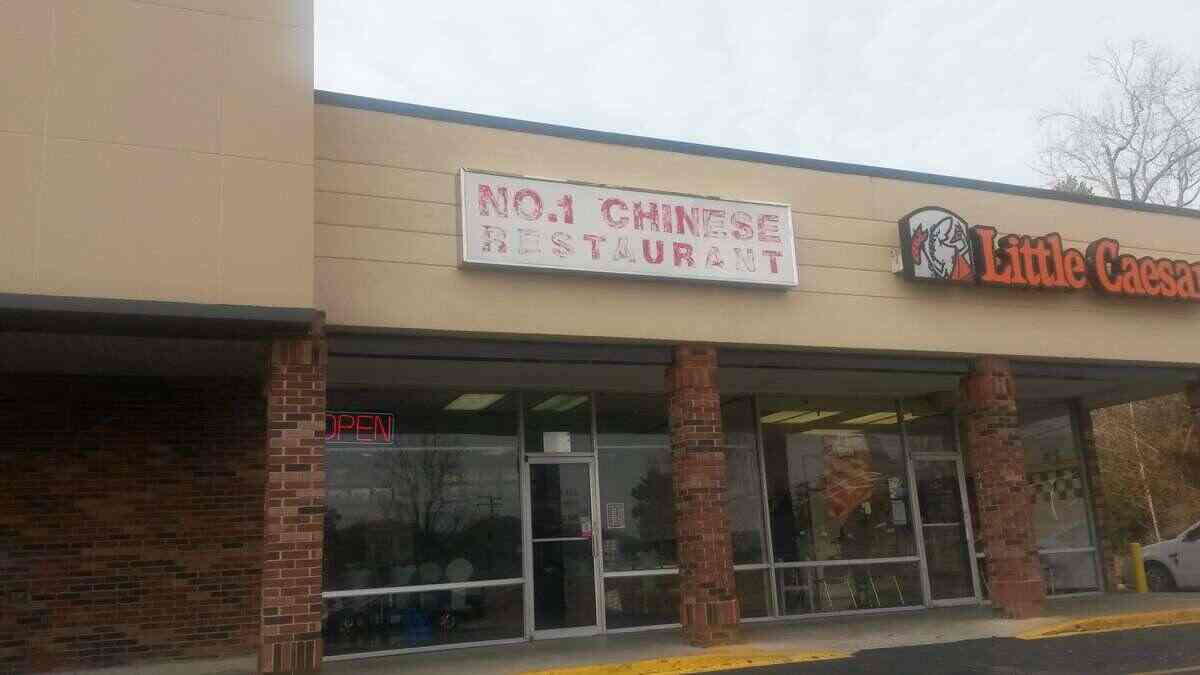 NO.1 CHINESE
RESTAURANT
Little Caesa
OPEN